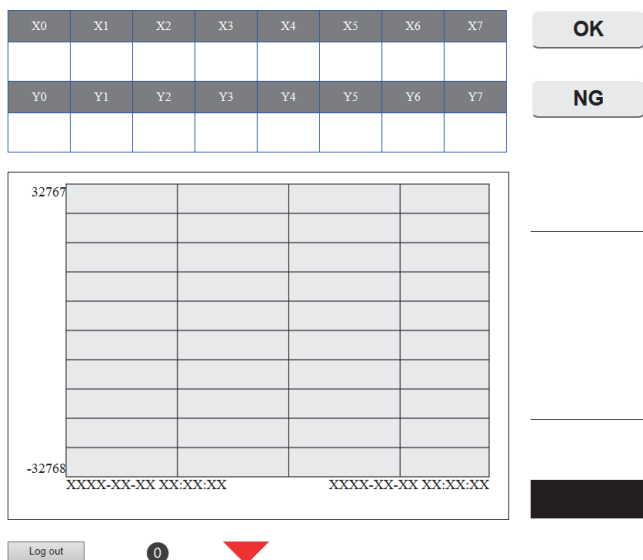 X0 X1 X2 X3 X4 X5 X6 X7
OK
Y0 Y1 Y2 Y3 Y4 Y5 Y6 Y7
NG
32767
-32768
XXXX-XX-XX XX:XX:XX XXXX-XX-XX XX:XX:XX
Log out
0